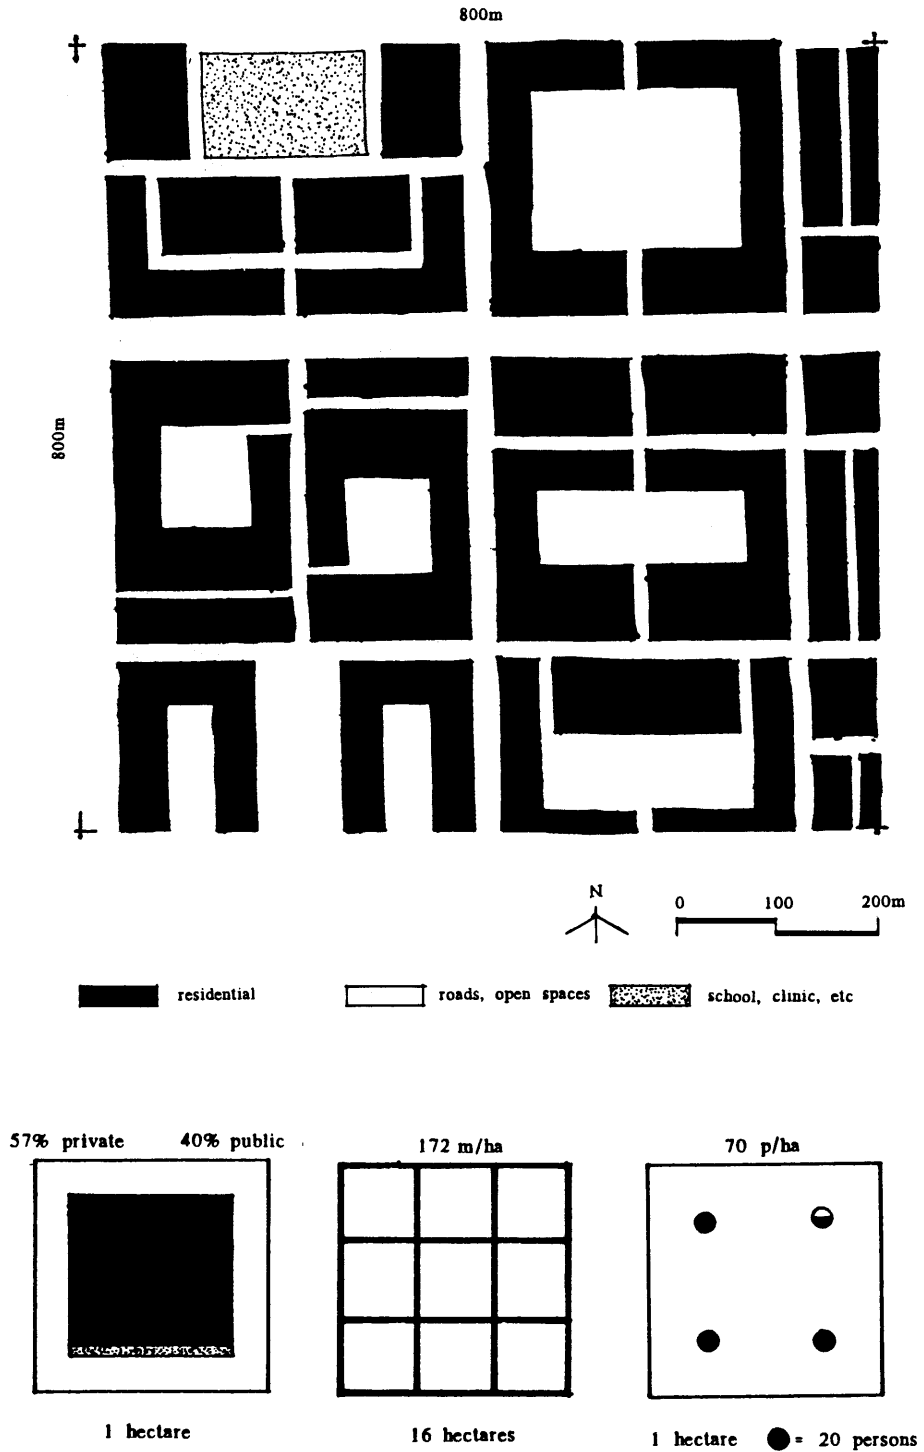 800m
800m
N
0 100 200m
residential
roads, open spaces
school, clinic, etc
57% private 40% public
172 m/ha
70 p/ha
1 hectare
16 hectares
1 hectare = 20 persons